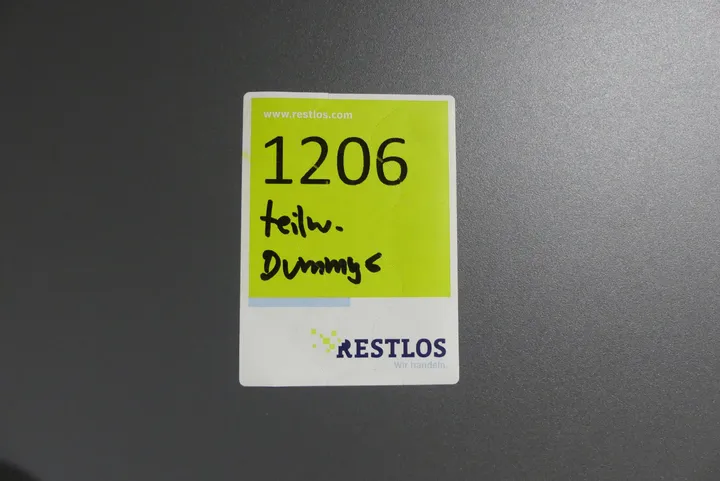 www.restlos.com
1206
teilw.
Dummys
RESTLOS
Wir handeln.